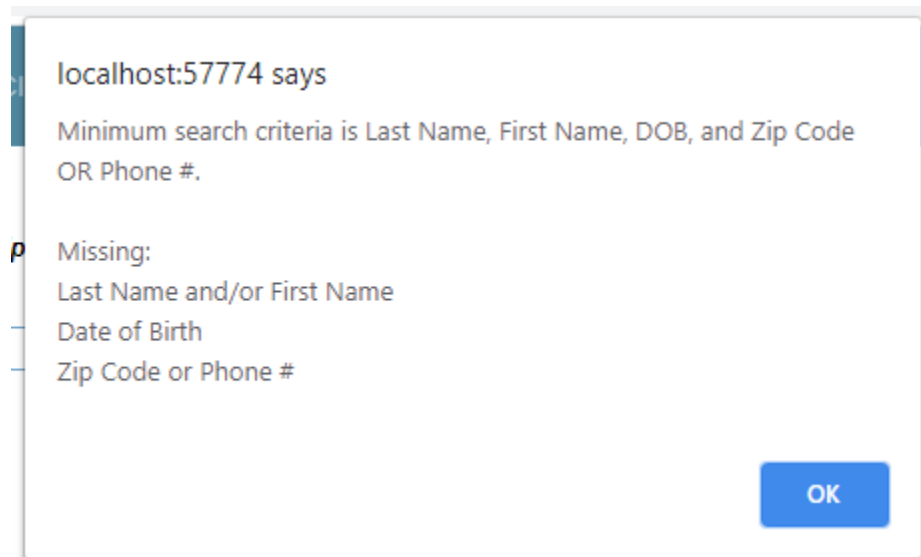 localhost:57774 says
Minimum search criteria is Last Name, First Name, DOB, and Zip Code
OR Phone #.
Missing:
Last Name and/or First Name
Date of Birth
Zip Code or Phone #
OK